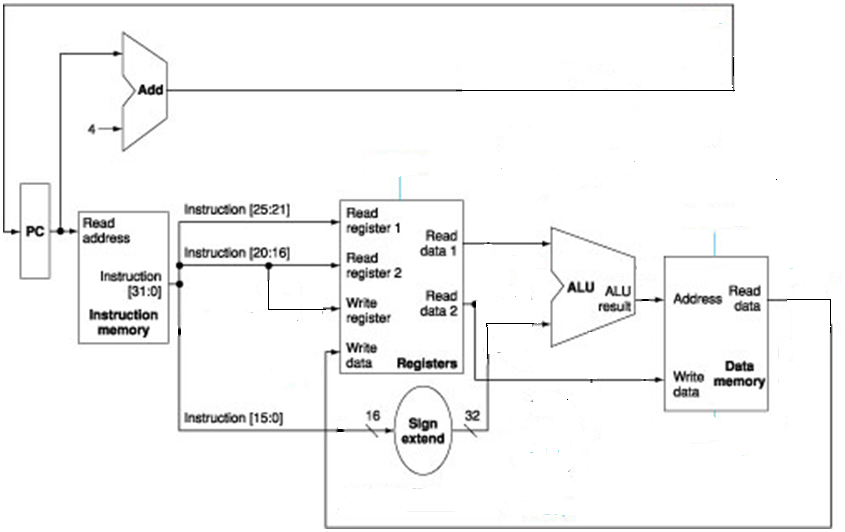 Add
4
PC
Read
address
Instruction
[31:0]
Instruction
memory
Instruction [25:21]
Instruction [20:16]
Instruction [15:0]
Read
register 1
Read
register 2
Write
register
Write
data
Read
data 1
Read
data 2
Registers
16
Sign
extend
32
ALU
ALU
result
Address
Read
data
Write
data
Data
memory